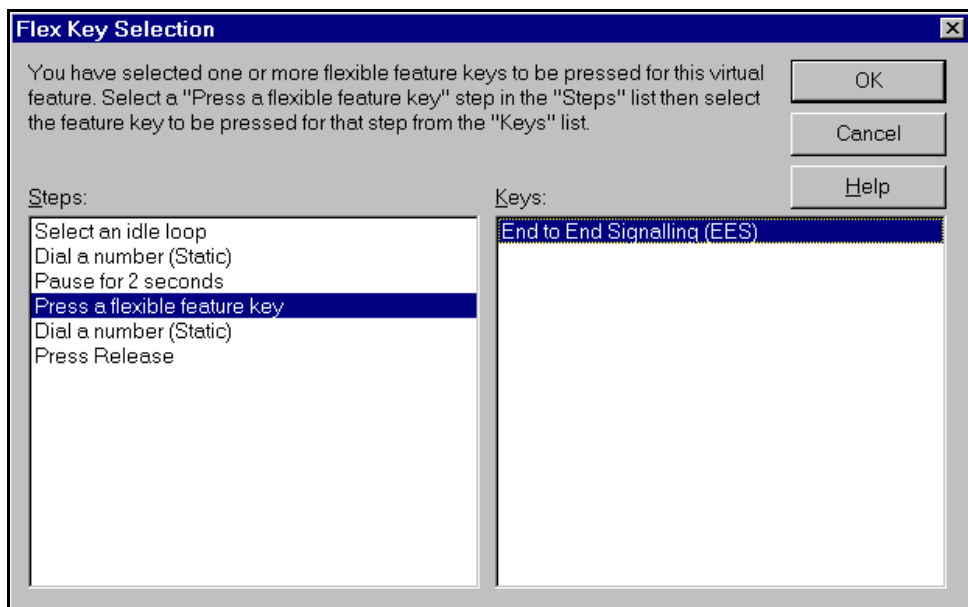 Flex Key Selection
You have selected one or more flexible feature keys to be pressed for this virtual
feature. Select a "Press a flexible feature key" step in the "Steps" list then select
the feature key to be pressed for that step from the "Keys" list.
OK
Cancel
Help
Steps:
Select an idle loop
Dial a number (Static)
Pause for 2 seconds
Press a flexible feature key
Dial a number (Static)
Press Release
Keys:
End to End Signalling (EES)